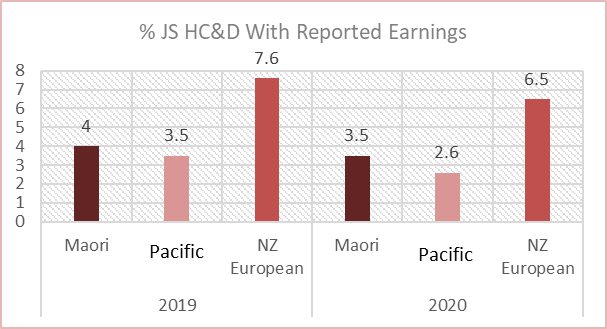 % JS HC&D With Reported Earnings
8
7
6
5
4
3
2
1
0
4
3.5
7.6
3.5
2.6
6.5
Maori
Pacific
NZ
European
Maori
Pacific
NZ
European
2019
2020